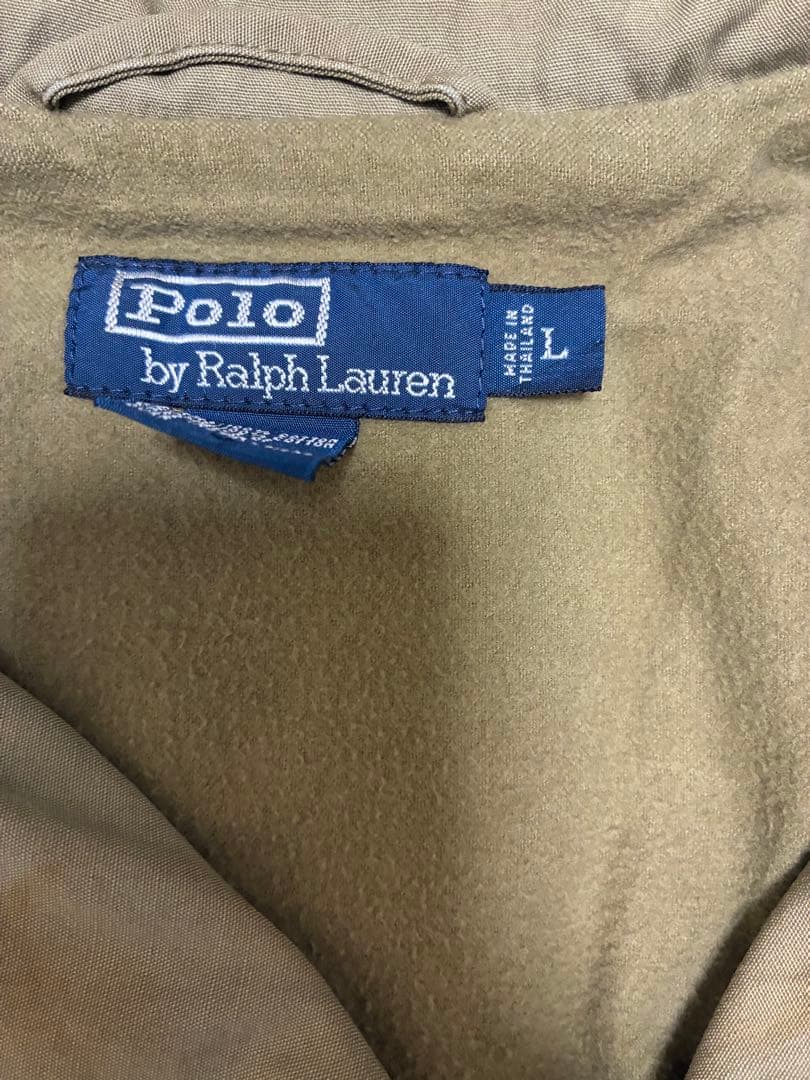 Polo
by Ralph Lauren
MADE IN
THAILAND
L